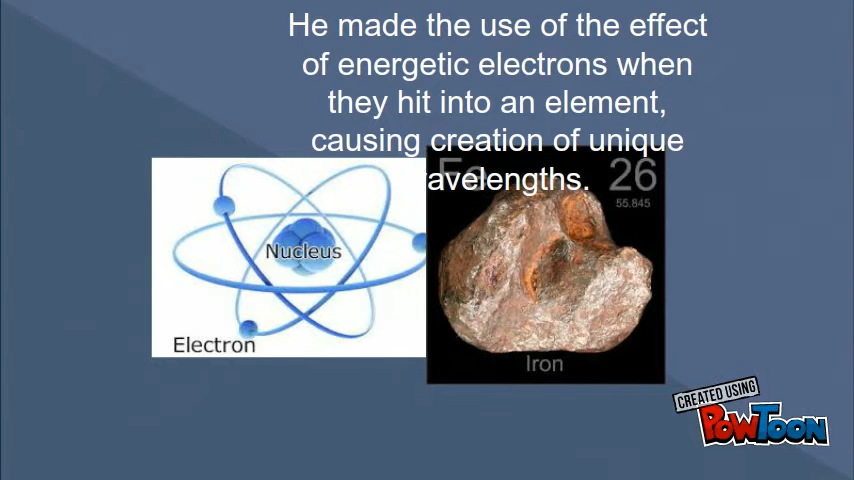 He made the use of the effect
of energetic electrons when
they hit into an element,
causing creation of unique
wavelengths.
Fe
26
55.845
Nucleus
Electron
Iron
CREATED USING
POWTOON